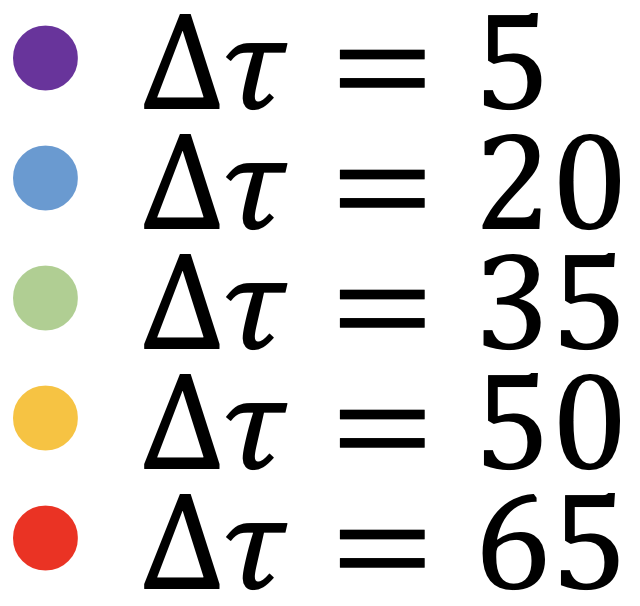 Δτ = 5
Δτ = 20
Δτ = 35
Δτ = 50
Δτ = 65